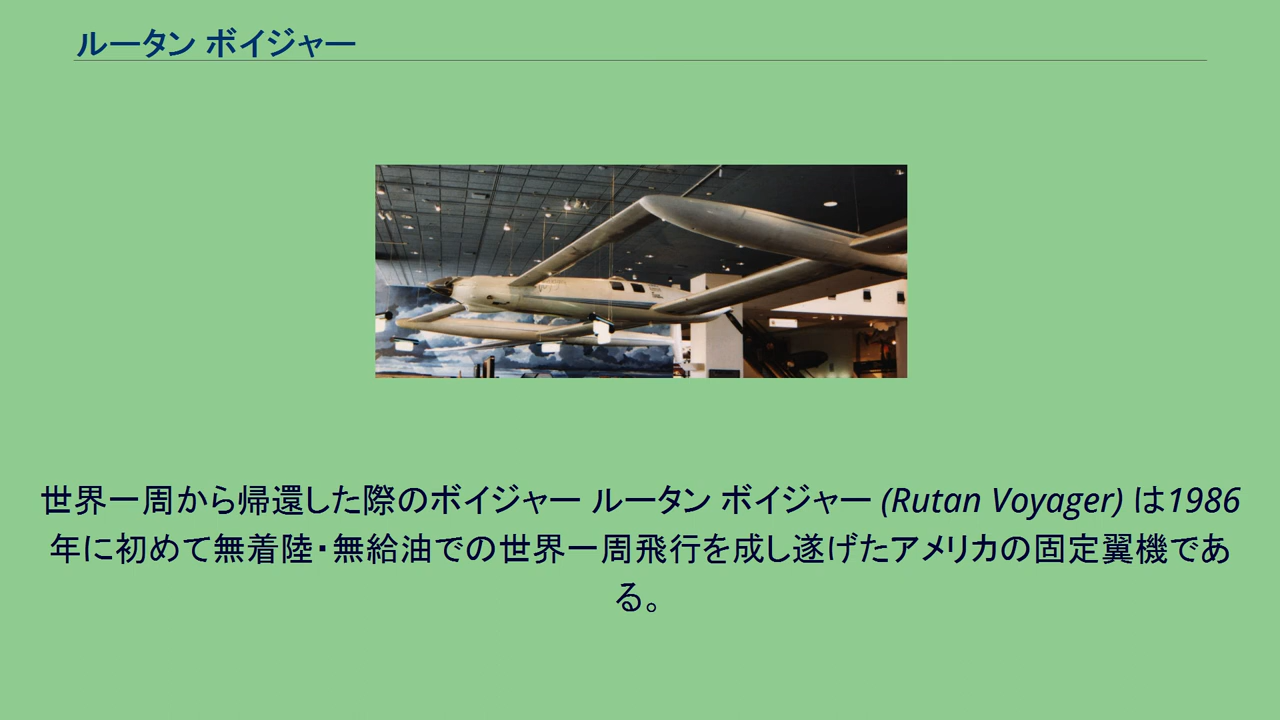 ルータン ボイジャー
世界一周から帰還した際のボイジャー ルータン ボイジャー (Rutan Voyager) は1986
年に初めて無着陸・無給油での世界一周飛行を成し遂げたアメリカの固定翼機であ
る。